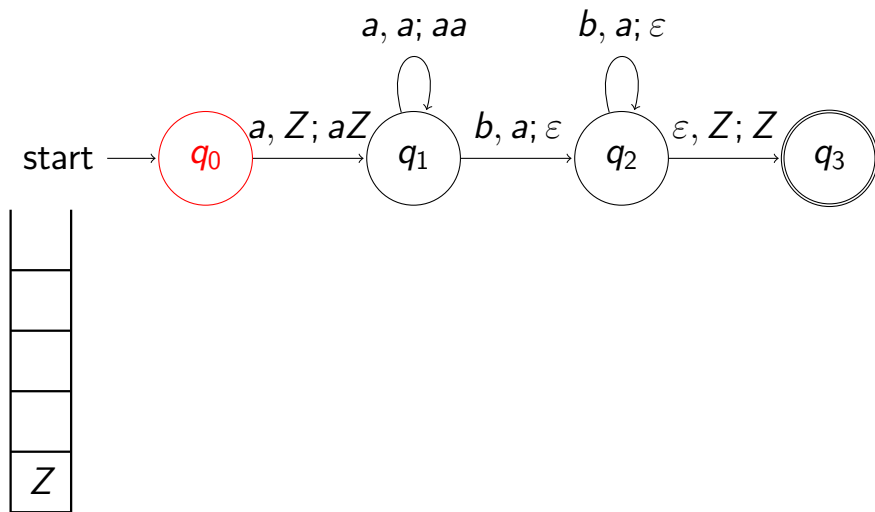 a, a; aa b, a; ε
a, Z; aZ b, a; ε ε, Z; Z
start q₀ q₁ q₂ q₃
Z